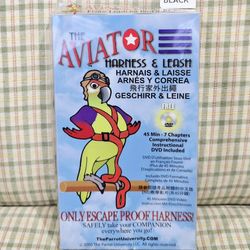 BLACK
THE
AVIATOR
HARNESS & LEASH
HARNAIS & LAISSE
ARNÉS Y CORREA
飛行家外出繩
GESCHIRR & LEINE
FREE
45 Min - 7 Chapters
Comprehensive
Instructional
DVD Included
ONLY ESCAPE PROOF HARNESS!
SAFELY take your COMPANION
everywhere you go!
TheParrotUniversity.COM